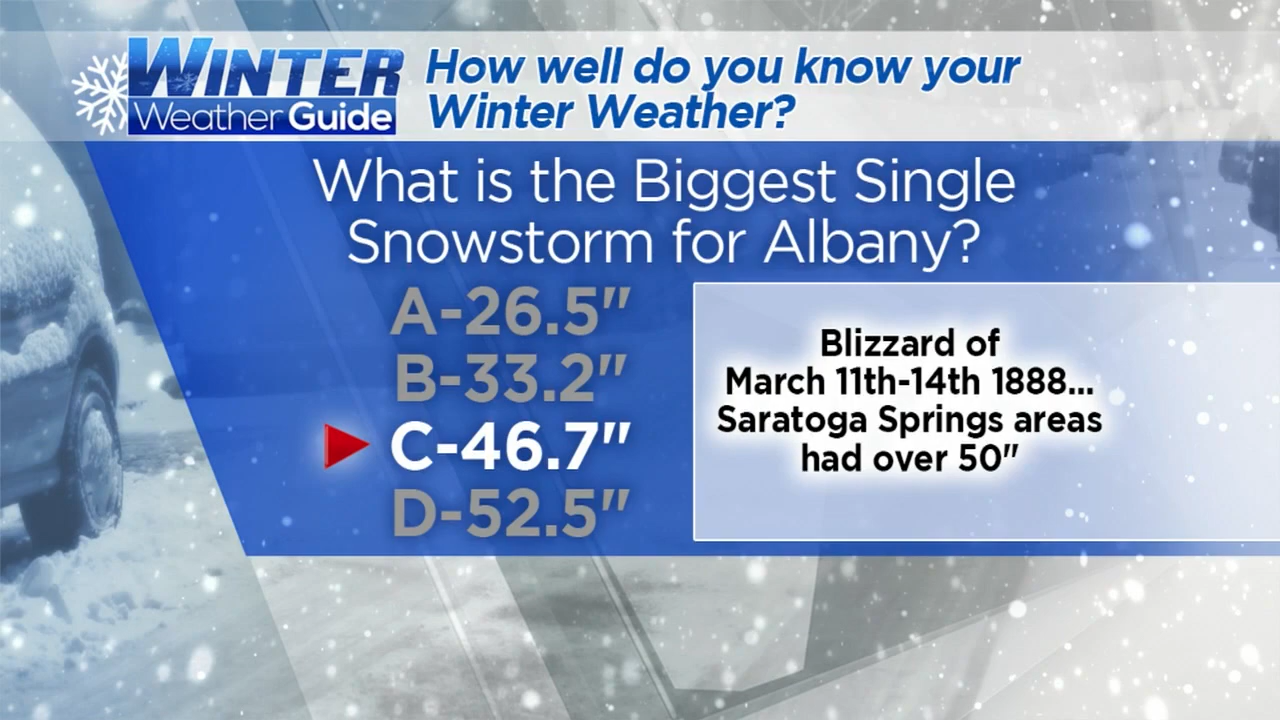 WINTER
Weather Guide
How well do you know your
Winter Weather?
What is the Biggest Single
Snowstorm for Albany?
A-26.5"
B-33.2"
C-46.7"
D-52.5"
Blizzard of
March 11th-14th 1888...
Saratoga Springs areas
had over 50"